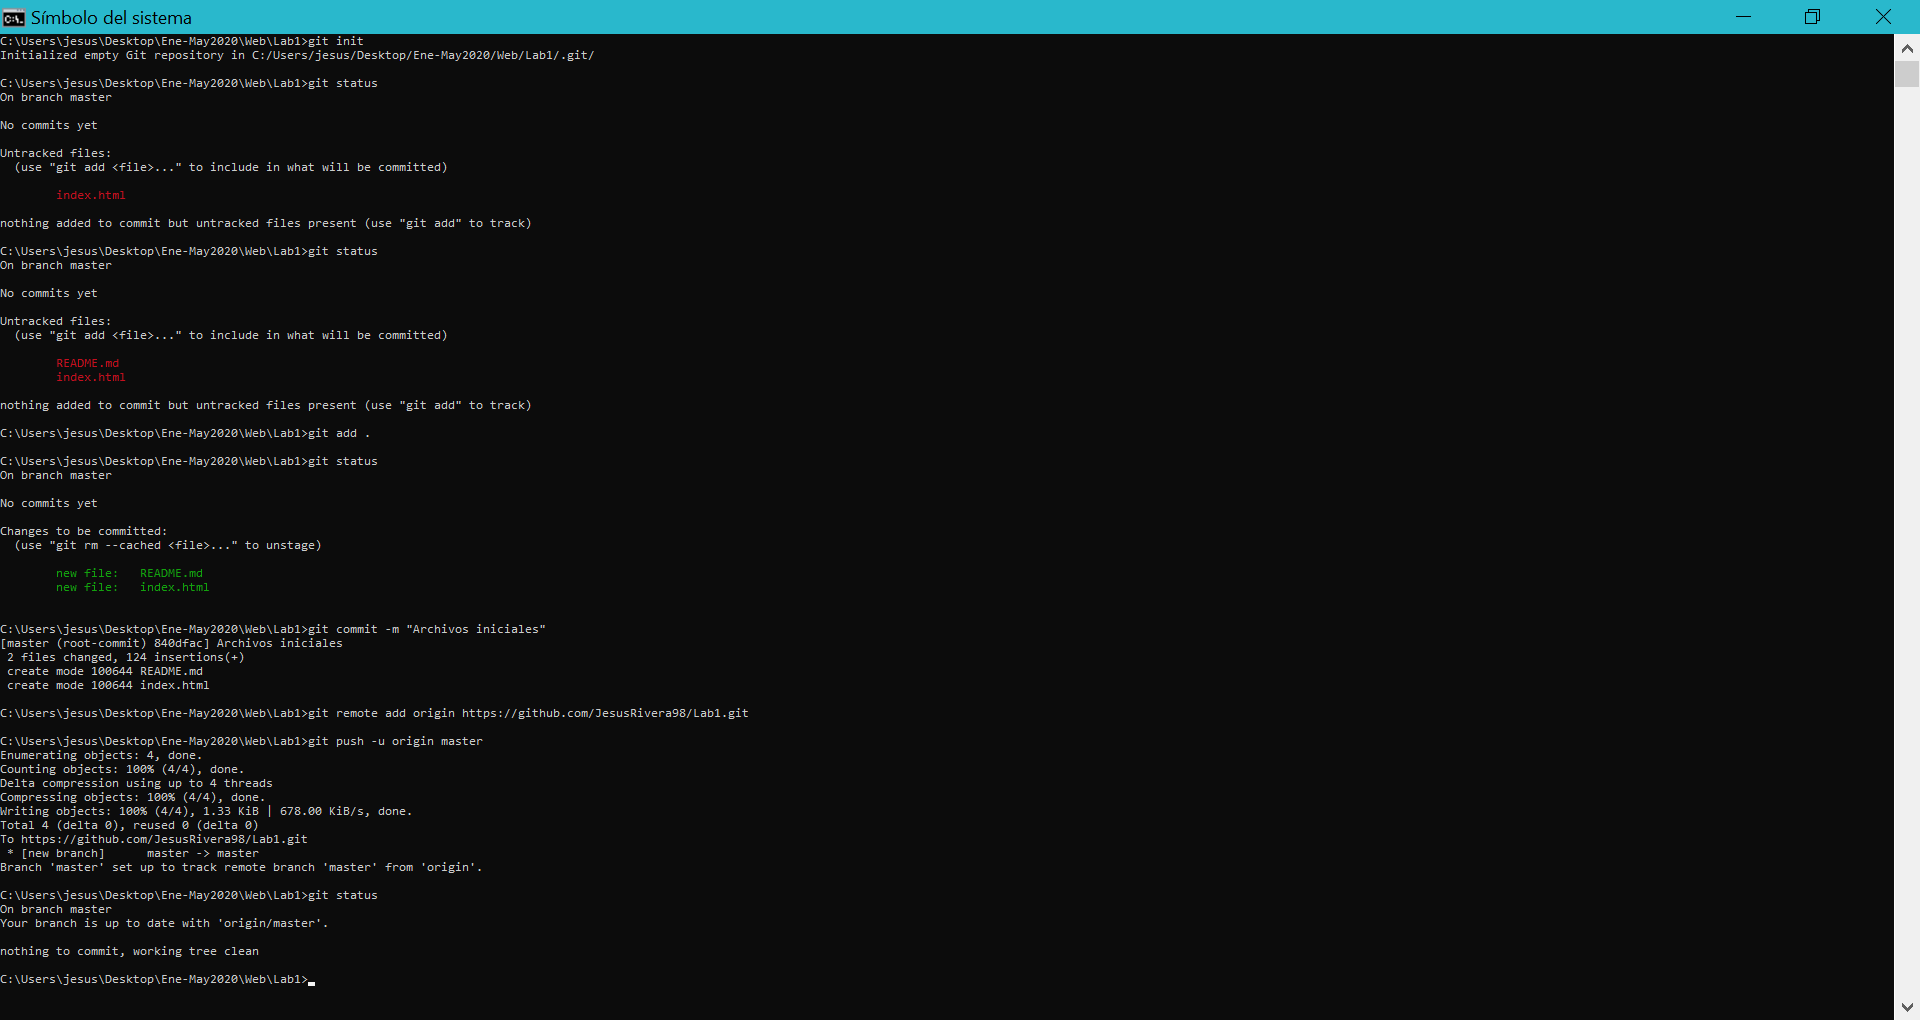 Símbolo del sistema
C:\Users\jesus\Desktop\Ene-May2020\Web\Lab1>git init
Initialized empty Git repository in C:/Users/jesus/Desktop/Ene-May2020/Web/Lab1/.git/
C:\Users\jesus\Desktop\Ene-May2020\Web\Lab1>git status
On branch master
No commits yet
Untracked files:
  (use "git add <file>..." to include in what will be committed)
        index.html
nothing added to commit but untracked files present (use "git add" to track)
C:\Users\jesus\Desktop\Ene-May2020\Web\Lab1>git status
On branch master
No commits yet
Untracked files:
  (use "git add <file>..." to include in what will be committed)
        README.md
        index.html
nothing added to commit but untracked files present (use "git add" to track)
C:\Users\jesus\Desktop\Ene-May2020\Web\Lab1>git add .
C:\Users\jesus\Desktop\Ene-May2020\Web\Lab1>git status
On branch master
No commits yet
Changes to be committed:
  (use "git rm --cached <file>..." to unstage)
        new file:   README.md
        new file:   index.html
C:\Users\jesus\Desktop\Ene-May2020\Web\Lab1>git commit -m "Archivos iniciales"
[master (root-commit) 840dfac] Archivos iniciales
 2 files changed, 124 insertions(+)
 create mode 100644 README.md
 create mode 100644 index.html
C:\Users\jesus\Desktop\Ene-May2020\Web\Lab1>git remote add origin https://github.com/JesusRivera98/Lab1.git
C:\Users\jesus\Desktop\Ene-May2020\Web\Lab1>git push -u origin master
Enumerating objects: 4, done.
Counting objects: 100% (4/4), done.
Delta compression using up to 4 threads
Compressing objects: 100% (4/4), done.
Writing objects: 100% (4/4), 1.33 KiB | 678.00 KiB/s, done.
Total 4 (delta 0), reused 0 (delta 0)
To https://github.com/JesusRivera98/Lab1.git
 * [new branch]      master -> master
Branch 'master' set up to track remote branch 'master' from 'origin'.
C:\Users\jesus\Desktop\Ene-May2020\Web\Lab1>git status
On branch master
Your branch is up to date with 'origin/master'.
nothing to commit, working tree clean
C:\Users\jesus\Desktop\Ene-May2020\Web\Lab1>